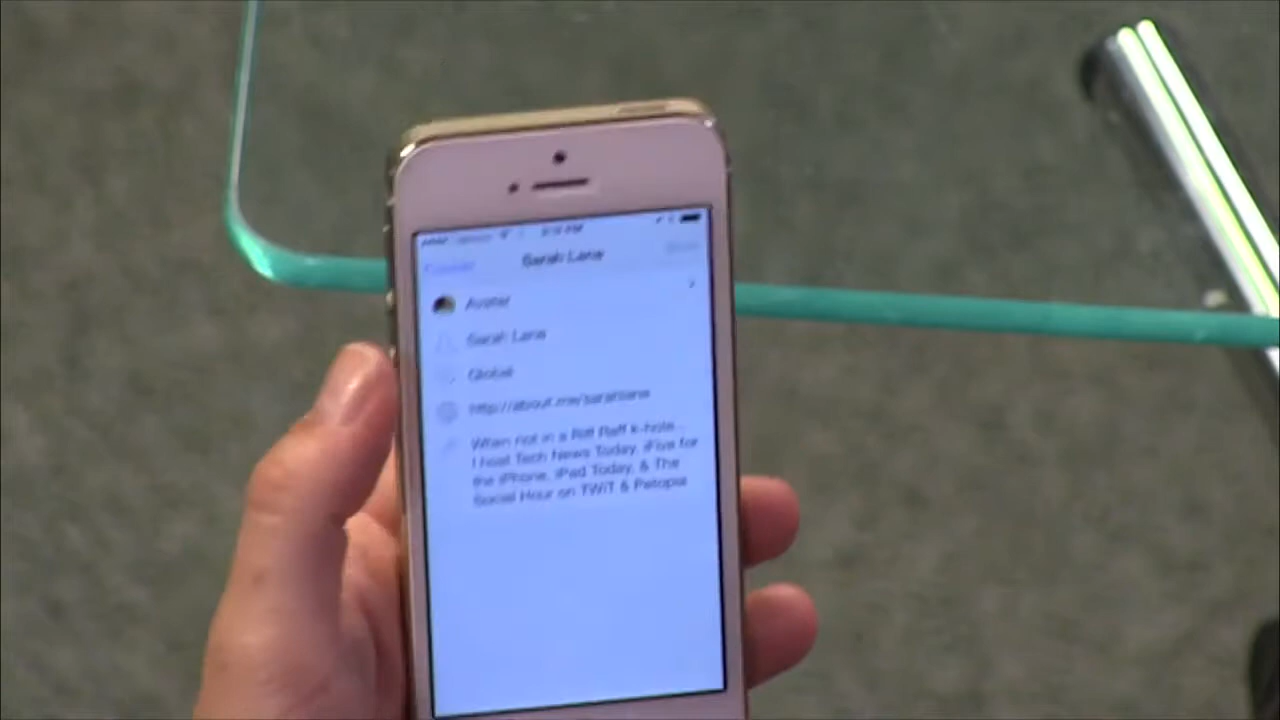 Sarah Lane
Avatar
Sarah Lane
Global
http://about.me/sarahlane
When not in a Riff Raff k-hole -
I host Tech News Today, iFive for
the iPhone, iPad Today, & The
Social Hour on TWiT & Petopia